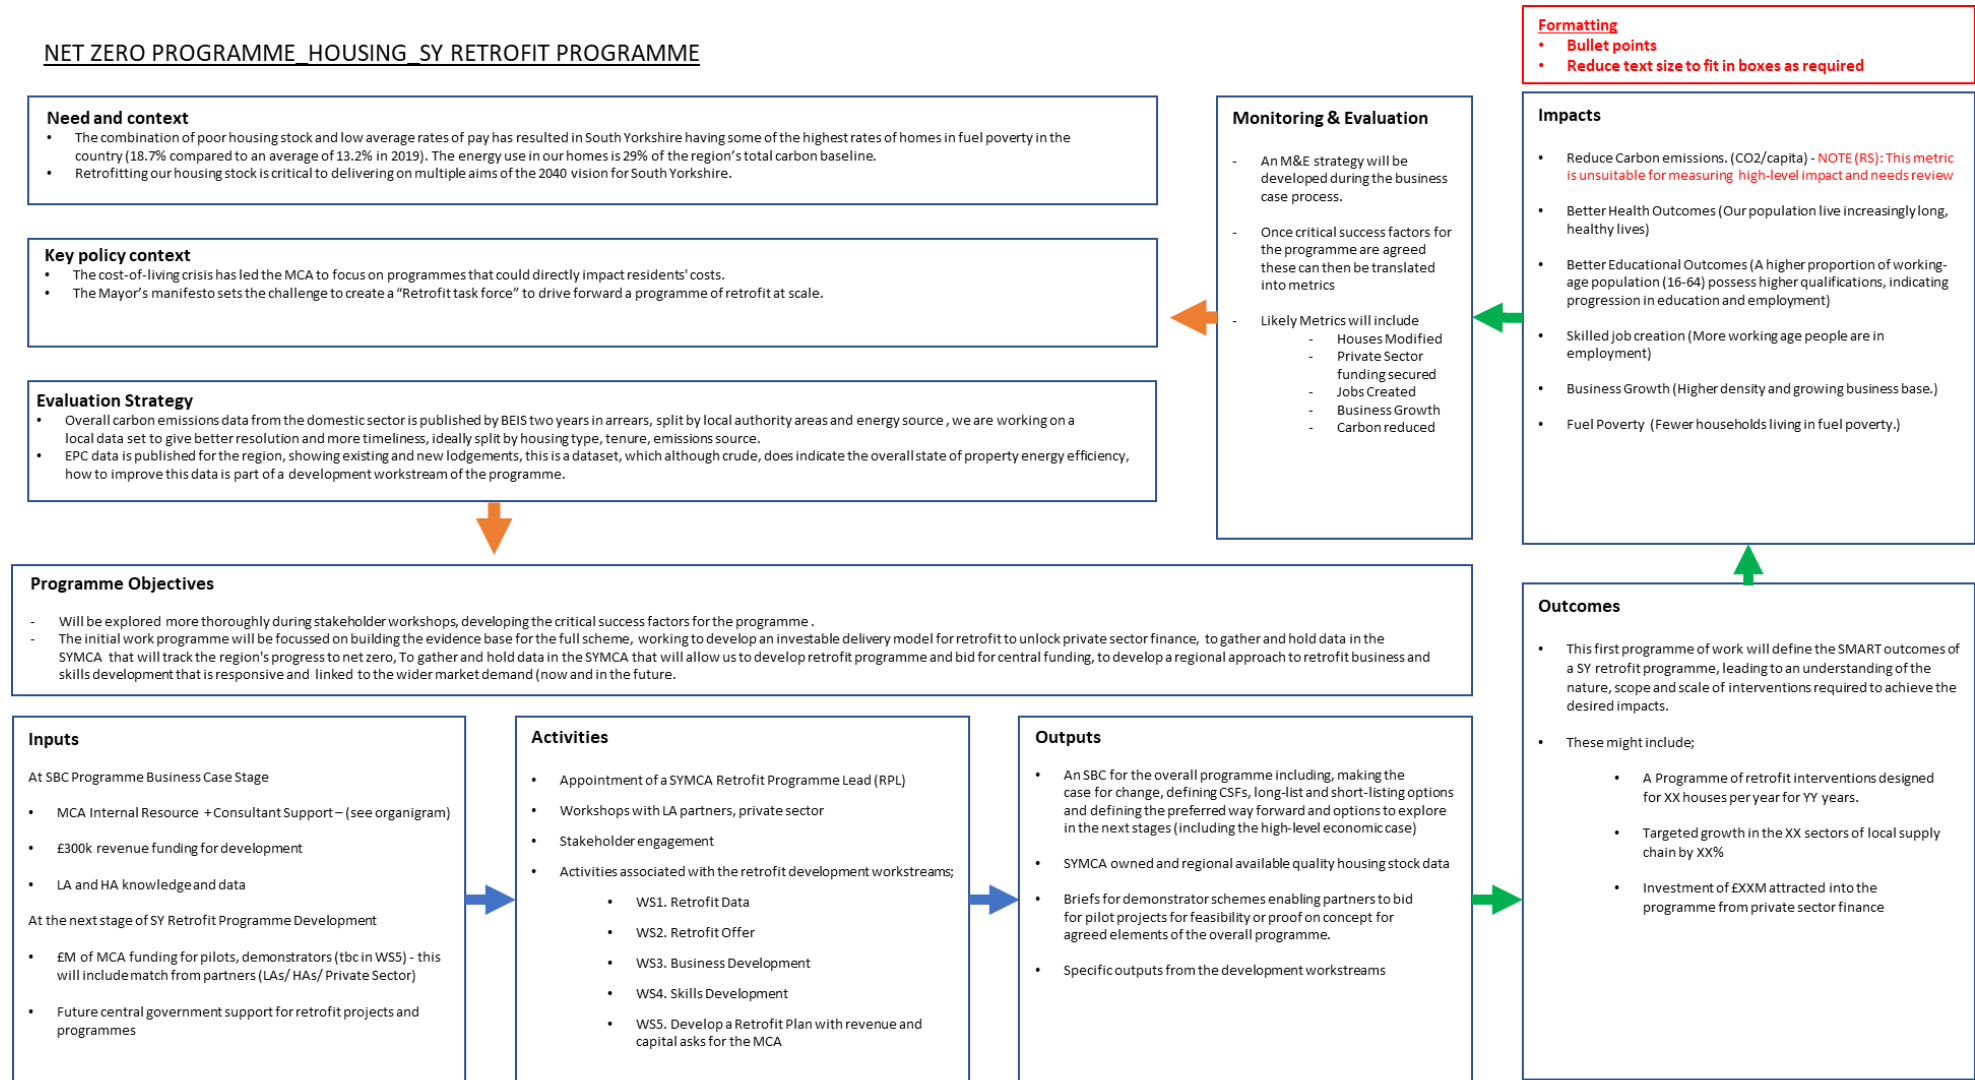 NET ZERO PROGRAMME_HOUSING_SY RETROFIT PROGRAMME
Formatting
• Bullet points
• Reduce text size to fit in boxes as required
Need and context
• The combination of poor housing stock and low average rates of pay has resulted in South Yorkshire having some of the highest rates of homes in fuel poverty in the
country (18.7% compared to an average of 13.2% in 2019). The energy use in our homes is 29% of the region's total carbon baseline.
• Retrofitting our housing stock is critical to delivering on multiple aims of the 2040 vision for South Yorkshire.
Key policy context
• The cost-of-living crisis has led the MCA to focus on programmes that could directly impact residents' costs.
• The Mayor's manifesto sets the challenge to create a "Retrofit task force" to drive forward a programme of retrofit at scale.
Evaluation Strategy
• Overall carbon emissions data from the domestic sector is published by BEIS two years in arrears, split by local authority areas and energy source , we are working on a
local data set to give better resolution and more timeliness, ideally split by housing type, tenure, emissions source.
• EPC data is published for the region, showing existing and new lodgements, this is a dataset, which although crude, does indicate the overall state of property energy efficiency,
how to improve this data is part of a development workstream of the programme.
Monitoring & Evaluation
- An M&E strategy will be
developed during the business
case process.
- Once critical success factors for
the programme are agreed
these can then be translated
into metrics
- Likely Metrics will include
- Houses Modified
- Private Sector
funding secured
- Jobs Created
- Business Growth
- Carbon reduced
Impacts
• Reduce Carbon emissions. (CO2/capita) - NOTE (RS): This metric
is unsuitable for measuring high-level impact and needs review
• Better Health Outcomes (Our population live increasingly long,
healthy lives)
• Better Educational Outcomes (A higher proportion of working-
age population (16-64) possess higher qualifications, indicating
progression in education and employment)
• Skilled job creation (More working age people are in
employment)
• Business Growth (Higher density and growing business base.)
• Fuel Poverty (Fewer households living in fuel poverty.)
Programme Objectives
- Will be explored more thoroughly during stakeholder workshops, developing the critical success factors for the programme .
- The initial work programme will be focussed on building the evidence base for the full scheme, working to develop an investable delivery model for retrofit to unlock private sector finance, to gather and hold data in the
SYMCA that will track the region's progress to net zero, To gather and hold data in the SYMCA that will allow us to develop retrofit programme and bid for central funding, to develop a regional approach to retrofit business and
skills development that is responsive and linked to the wider market demand (now and in the future.
Inputs
At SBC Programme Business Case Stage
• MCA Internal Resource + Consultant Support – (see organigram)
• £300k revenue funding for development
• LA and HA knowledge and data
At the next stage of SY Retrofit Programme Development
• £M of MCA funding for pilots, demonstrators (tbc in WS5) - this
will include match from partners (LAs/ HAs/ Private Sector)
• Future central government support for retrofit projects and
programmes
Activities
• Appointment of a SYMCA Retrofit Programme Lead (RPL)
• Workshops with LA partners, private sector
• Stakeholder engagement
• Activities associated with the retrofit development workstreams;
• WS1. Retrofit Data
• WS2. Retrofit Offer
• WS3. Business Development
• WS4. Skills Development
• WS5. Develop a Retrofit Plan with revenue and
capital asks for the MCA
Outputs
• An SBC for the overall programme including, making the
case for change, defining CSFs, long-list and short-listing options
and defining the preferred way forward and options to explore
in the next stages (including the high-level economic case)
• SYMCA owned and regional available quality housing stock data
• Briefs for demonstrator schemes enabling partners to bid
for pilot projects for feasibility or proof on concept for
agreed elements of the overall programme.
• Specific outputs from the development workstreams
Outcomes
• This first programme of work will define the SMART outcomes of
a SY retrofit programme, leading to an understanding of the
nature, scope and scale of interventions required to achieve the
desired impacts.
• These might include;
• A Programme of retrofit interventions designed
for XX houses per year for YY years.
• Targeted growth in the XX sectors of local supply
chain by XX%
• Investment of £XXM attracted into the
programme from private sector finance